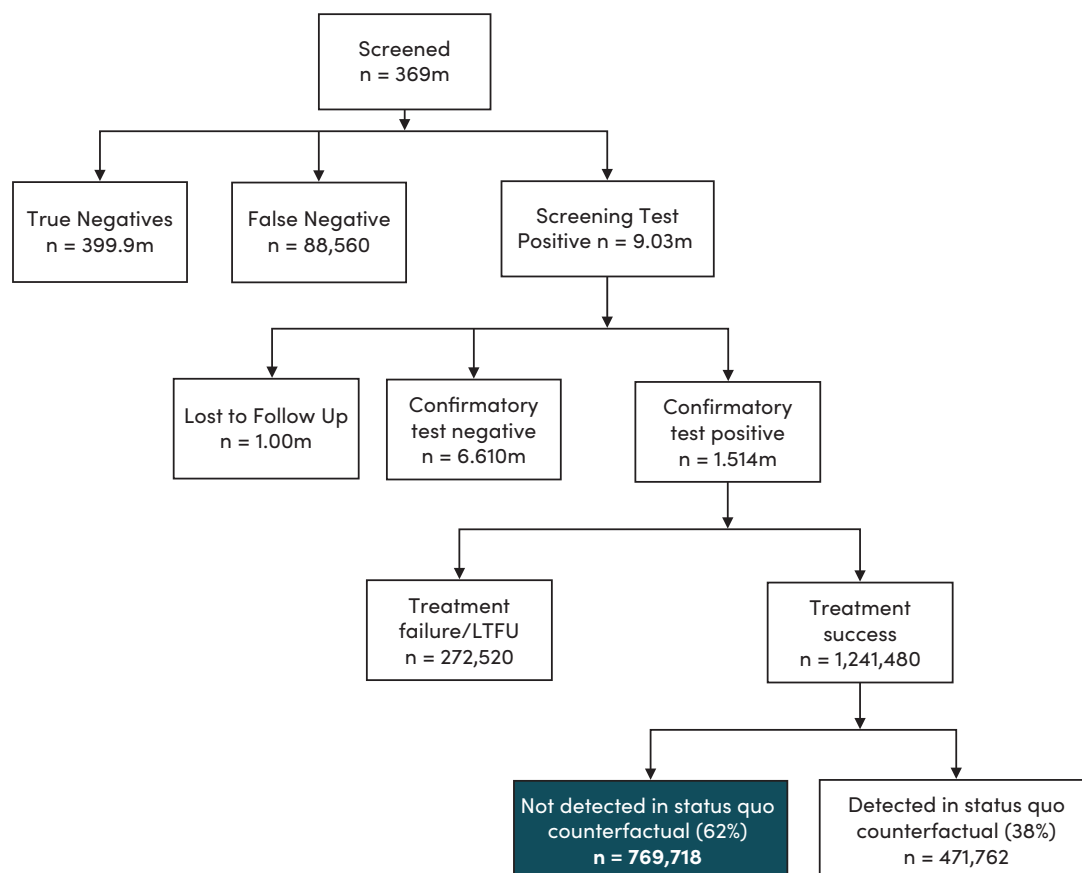 Screened
n = 369m
True Negatives
n = 399.9m
False Negative
n = 88,560
Screening Test
Positive n = 9.03m
Lost to Follow Up
n = 1.00m
Confirmatory
test negative
n = 6.610m
Confirmatory
test positive
n = 1.514m
Treatment
failure/LTFU
n = 272,520
Treatment
success
n = 1,241,480
Not detected in status quo
counterfactual (62%)
n = 769,718
Detected in status quo
counterfactual (38%)
n = 471,762